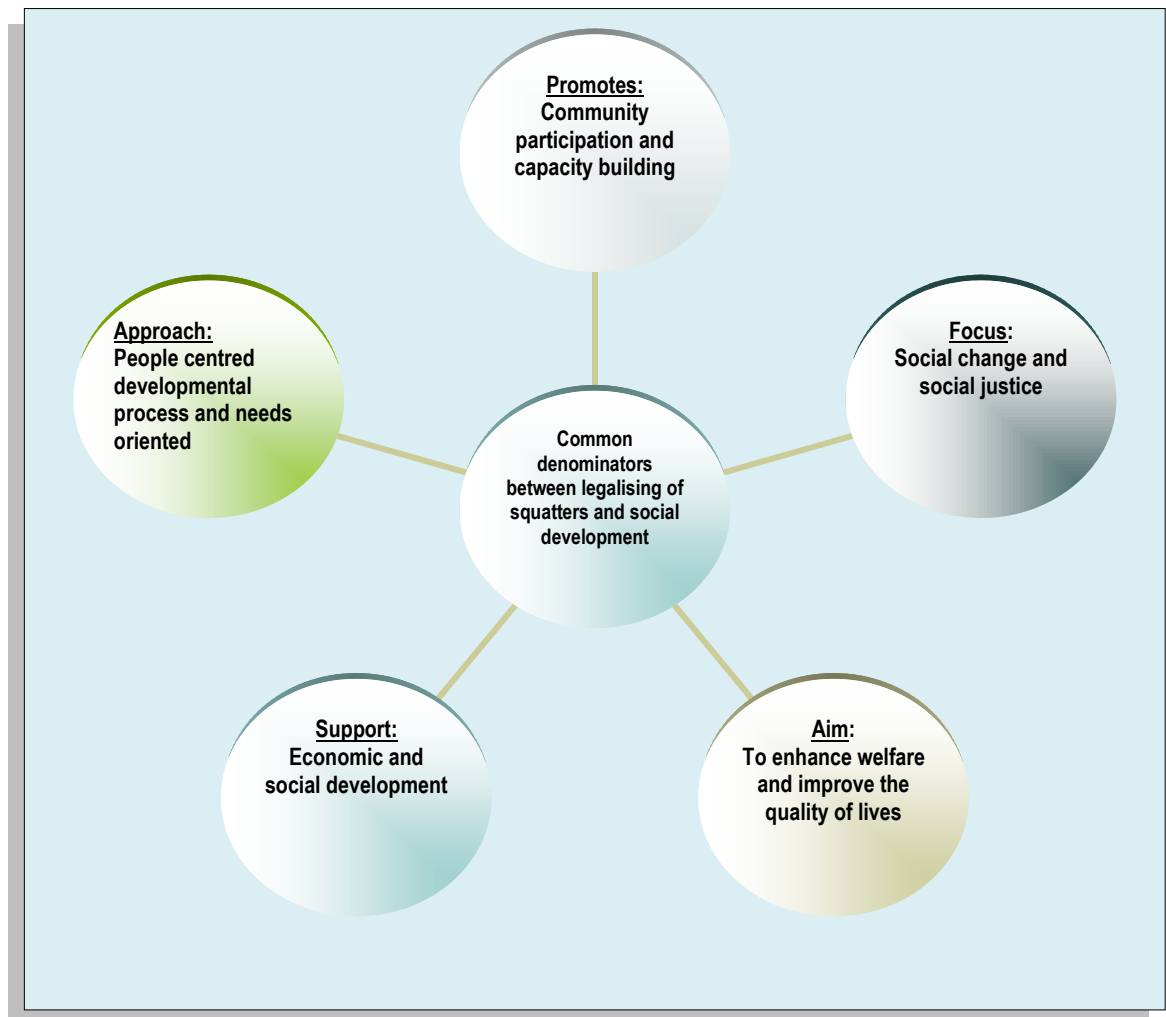 Promotes:
Community
participation and
capacity building
Approach:
People centred
developmental
process and needs
oriented
Focus:
Social change and
social justice
Common
denominators
between legalising of
squatters and social
development
Support:
Economic and
social development
Aim:
To enhance welfare
and improve the
quality of lives